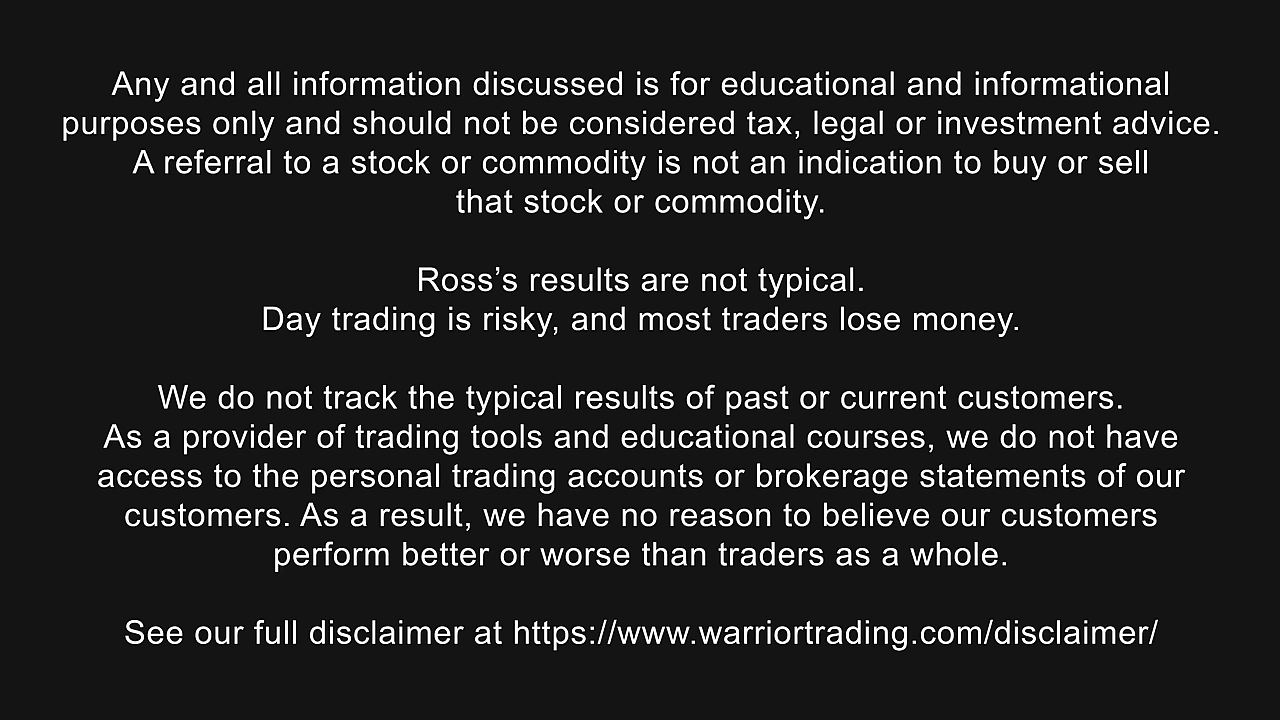 Any and all information discussed is for educational and informational
purposes only and should not be considered tax, legal or investment advice.
A referral to a stock or commodity is not an indication to buy or sell
that stock or commodity.
Ross’s results are not typical.
Day trading is risky, and most traders lose money.
We do not track the typical results of past or current customers.
As a provider of trading tools and educational courses, we do not have
access to the personal trading accounts or brokerage statements of our
customers. As a result, we have no reason to believe our customers
perform better or worse than traders as a whole.
See our full disclaimer at https://www.warriortrading.com/disclaimer/